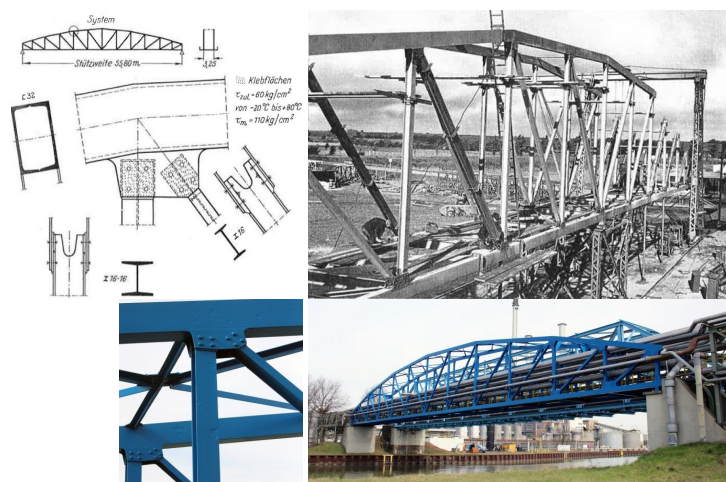 System
Stützweite 55,80 m.
3,25
Klebflächen
τzul.=60 kg/cm²
von -20°C bis+80°C
τm=110 kg/cm²
C 32
I 16
I 16·16